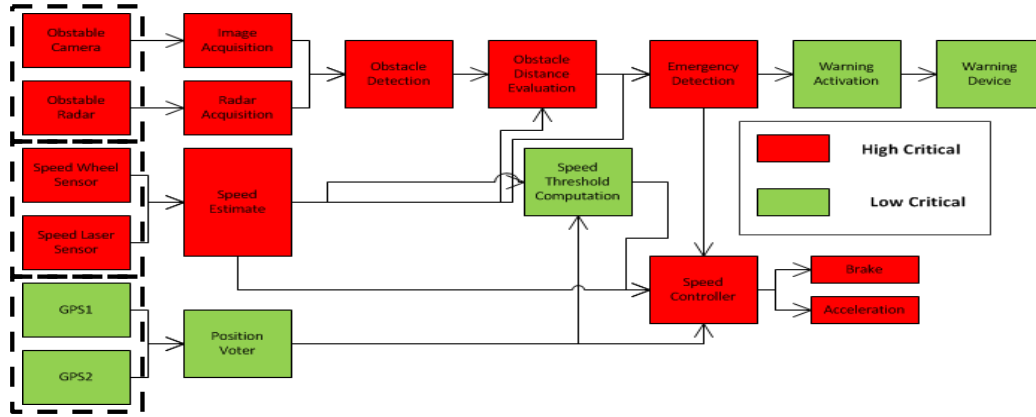 Obstable
Camera
Image
Acquisition
Obstacle
Detection
Obstacle
Distance
Evaluation
Emergency
Detection
Warning
Activation
Warning
Device
Obstable
Radar
Radar
Acquisition
High Critical
Low Critical
Speed Wheel
Sensor
Speed Laser
Sensor
Speed
Estimate
Speed
Threshold
Computation
Speed
Controller
Brake
Acceleration
GPS1
GPS2
Position
Voter